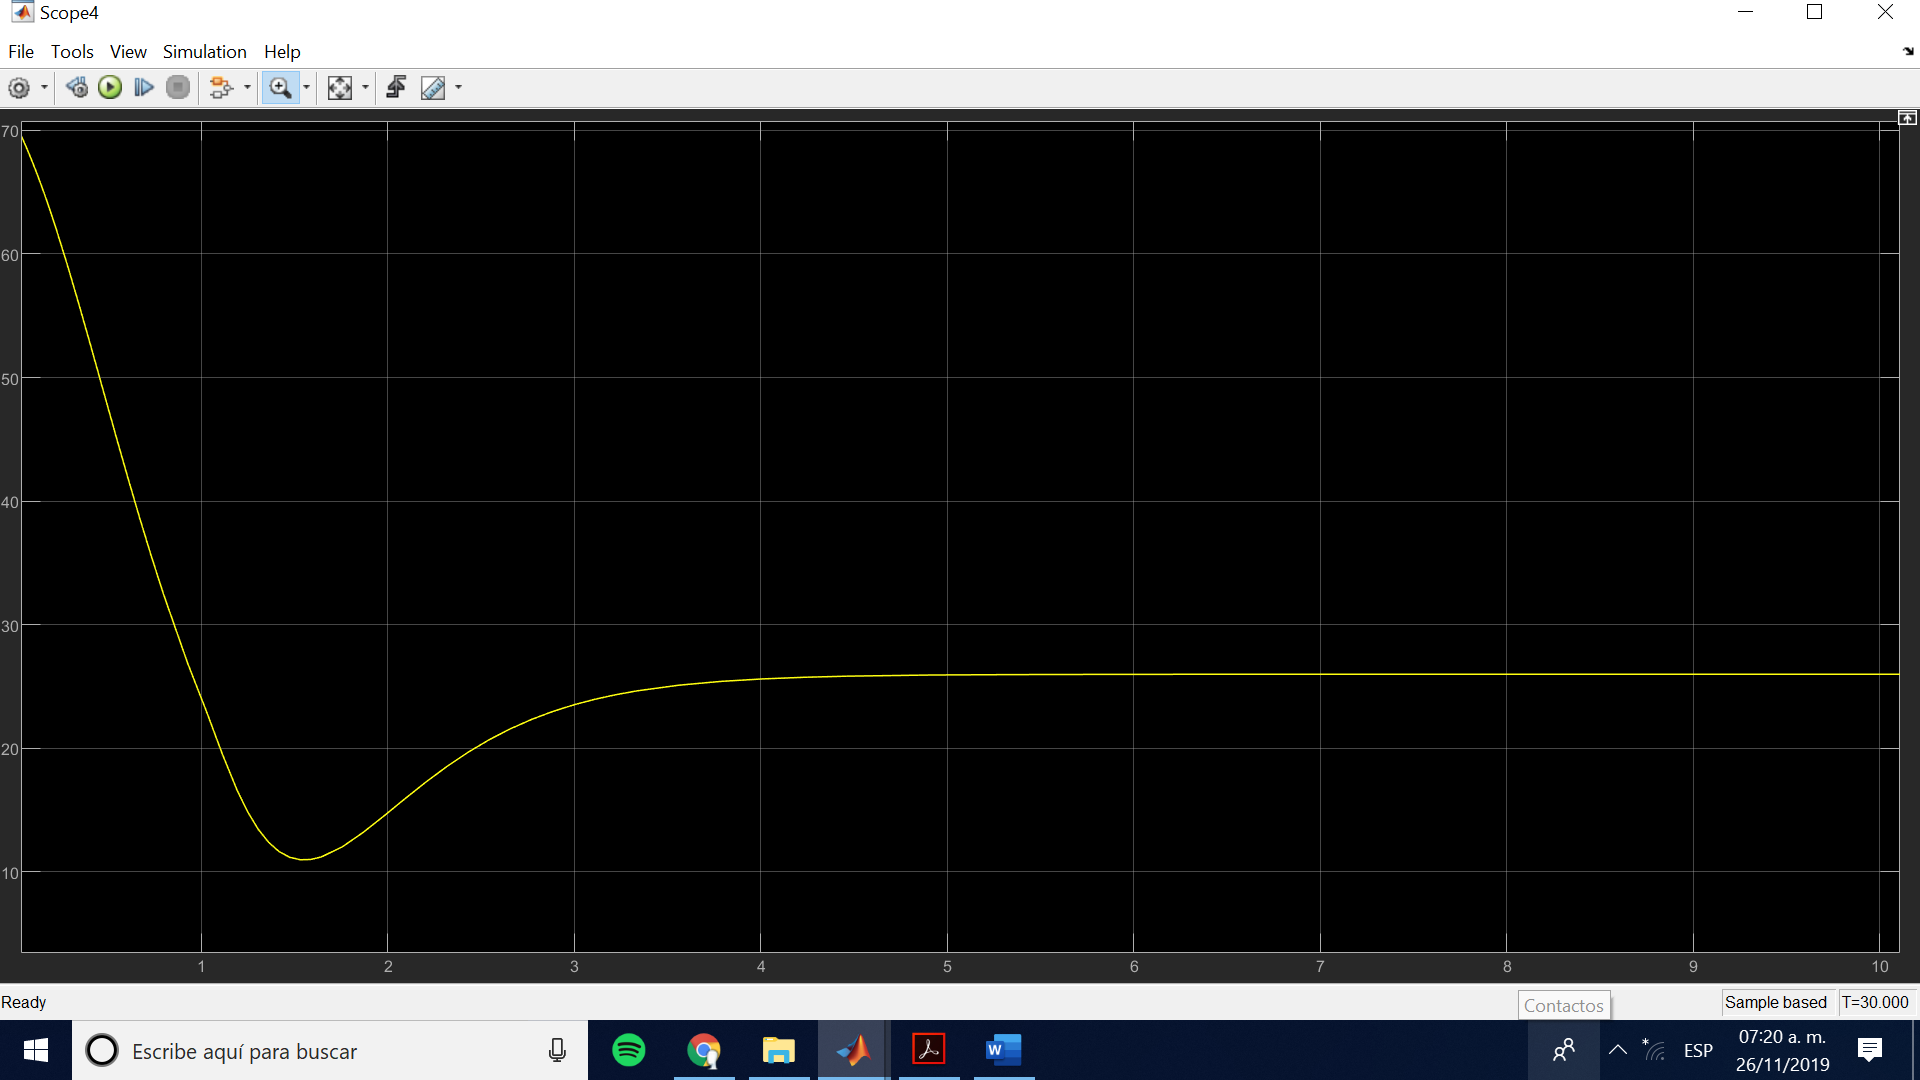 Scope4
File Tools View Simulation Help
70
60
50
40
30
20
10
1 2 3 4 5 6 7 8 9 10
Ready
Contactos
Sample based T=30.000
Escribe aquí para buscar
W
ESP
07:20 a. m.
26/11/2019